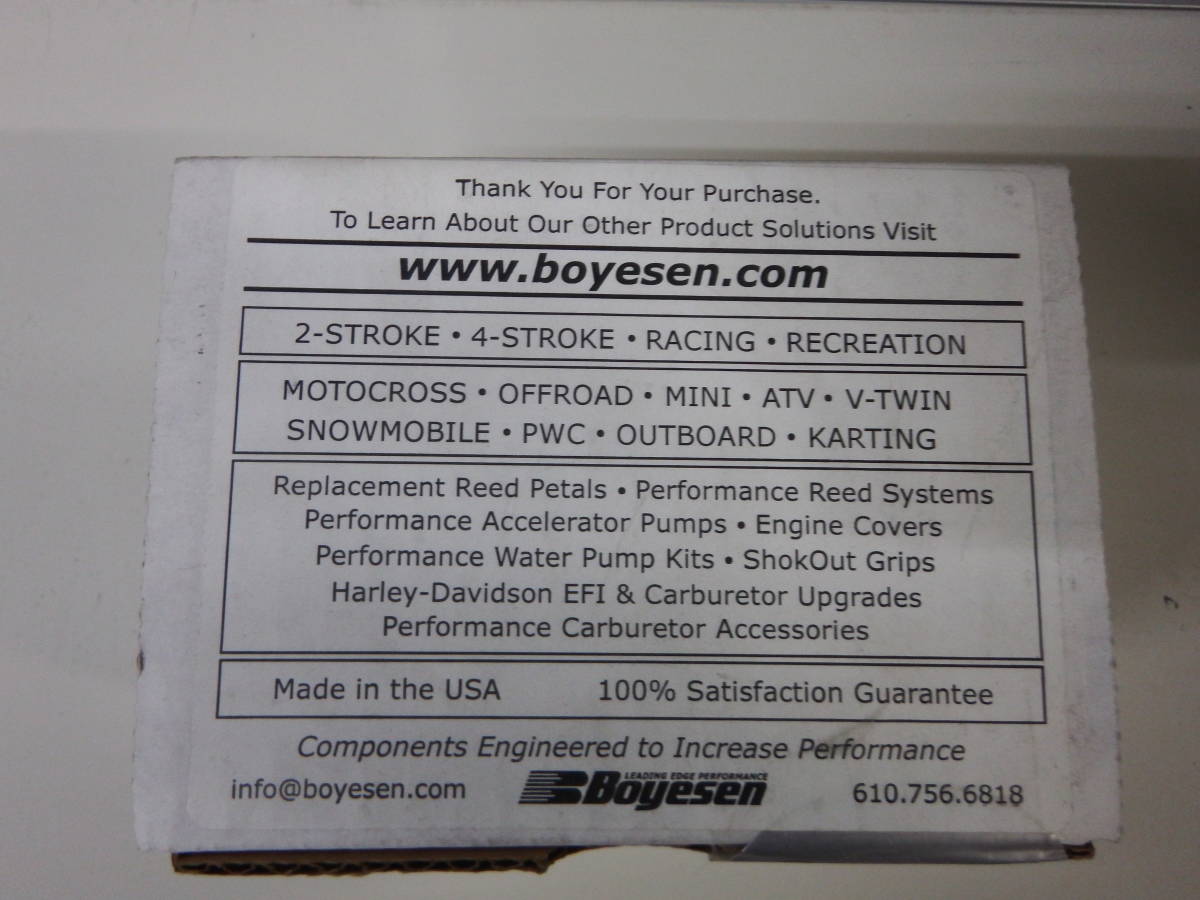 Thank You For Your Purchase.
To Learn About Our Other Product Solutions Visit
www.boyesen.com
2-STROKE • 4-STROKE • RACING • RECREATION
MOTOCROSS • OFFROAD • MINI • ATV • V-TWIN
SNOWMOBILE • PWC • OUTBOARD • KARTING
Replacement Reed Petals • Performance Reed Systems
Performance Accelerator Pumps • Engine Covers
Performance Water Pump Kits • ShokOut Grips
Harley-Davidson EFI & Carburetor Upgrades
Performance Carburetor Accessories
Made in the USA 100% Satisfaction Guarantee
Components Engineered to Increase Performance
LEADING EDGE PERFORMANCE
info@boyesen.com Boyesen 610.756.6818